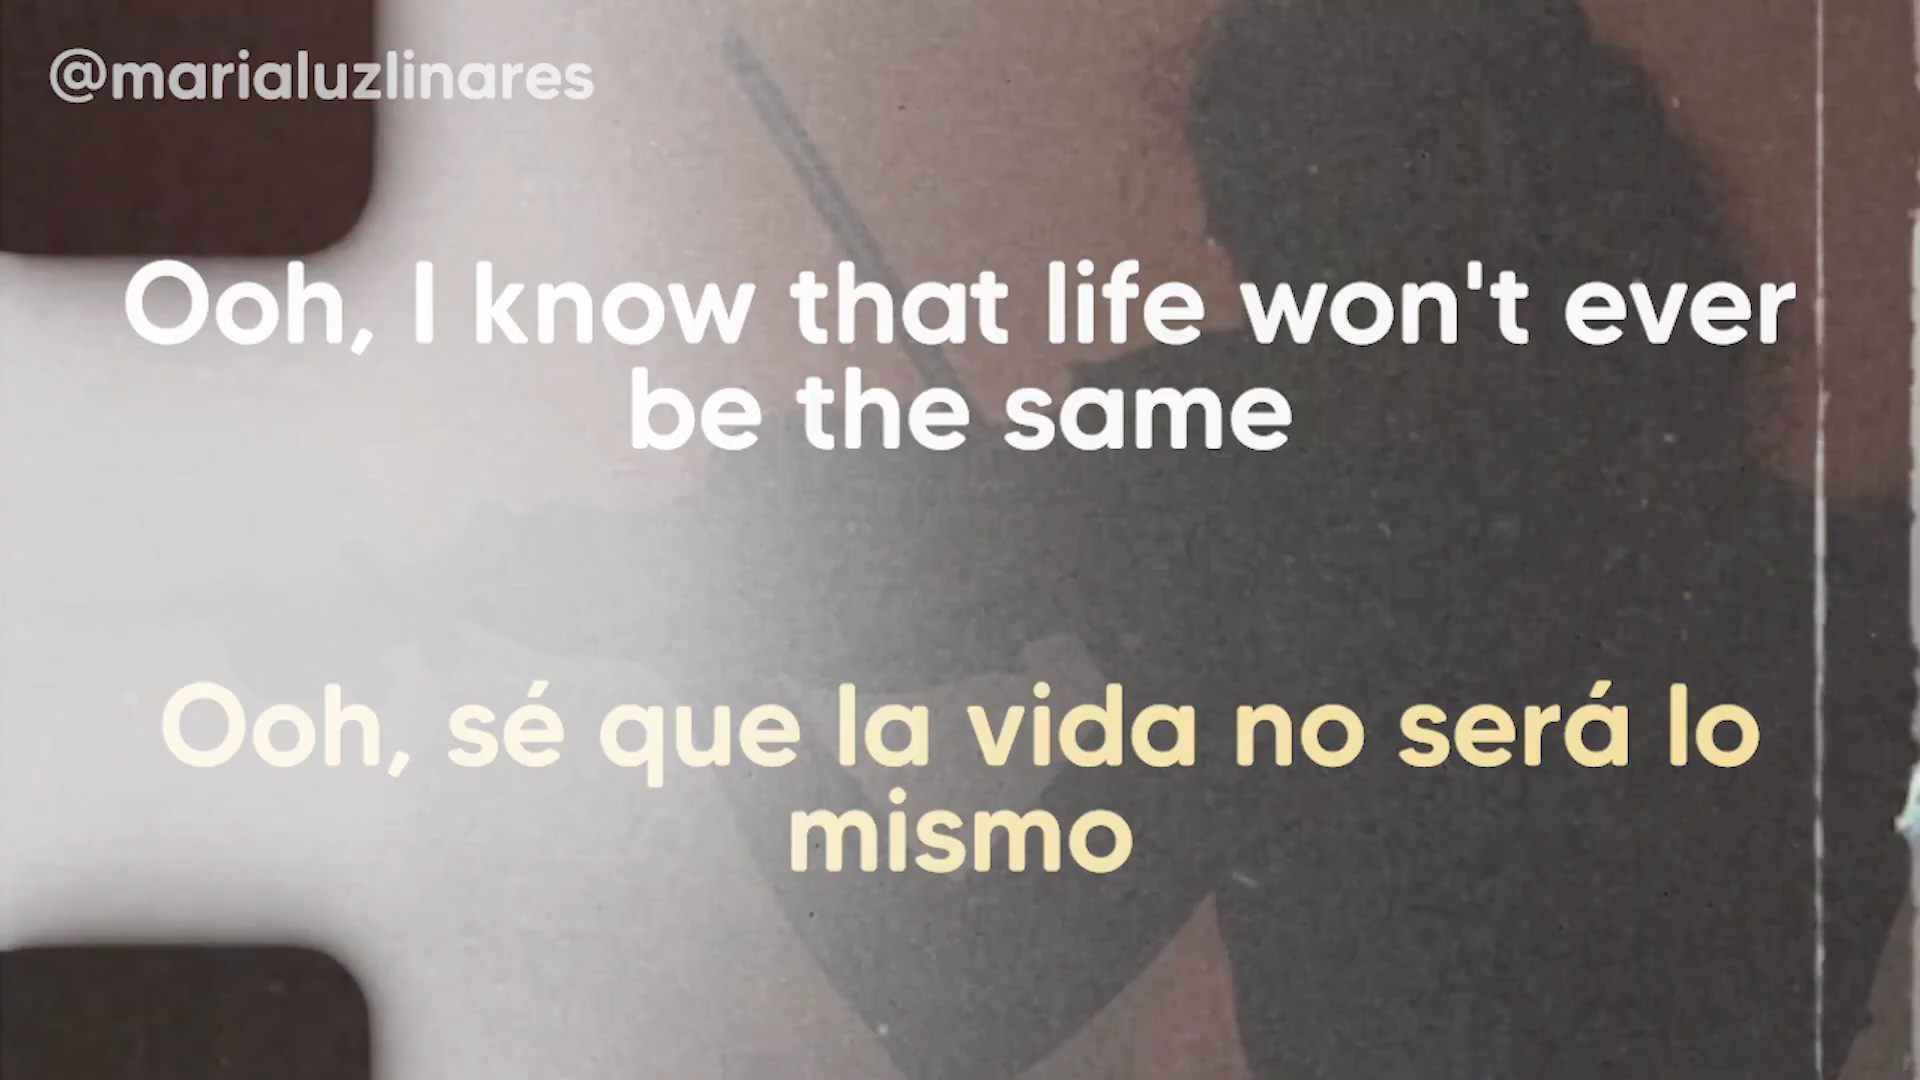 @marialuzlinares
Ooh, I know that life won't ever
be the same
Ooh, sé que la vida no será lo
mismo